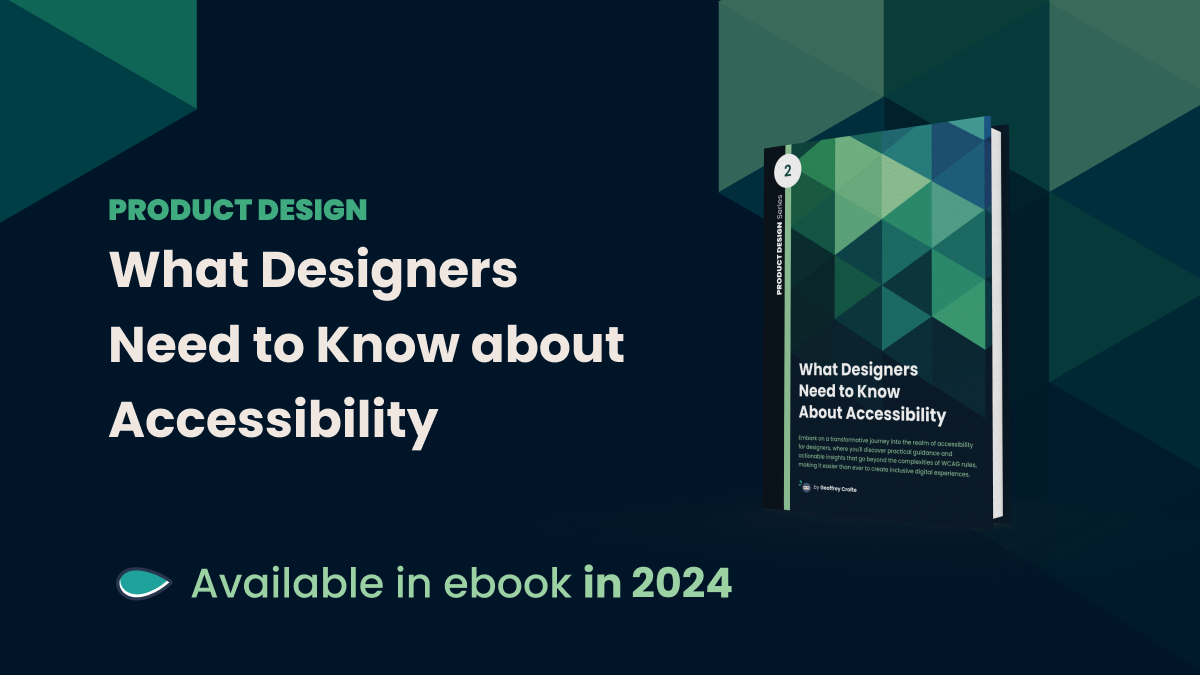 PRODUCT DESIGN
What Designers
Need to Know about
Accessibility
Available in ebook in 2024
2
PRODUCT DESIGN Series
What Designers
Need to Know
About Accessibility
Embark on a transformative journey into the realm of accessibility
for designers, where you'll discover practical guidance and
actionable insights that go beyond the complexities of WCAG rules,
making it easier than ever to create inclusive digital experiences.
by Geoffrey Crofte